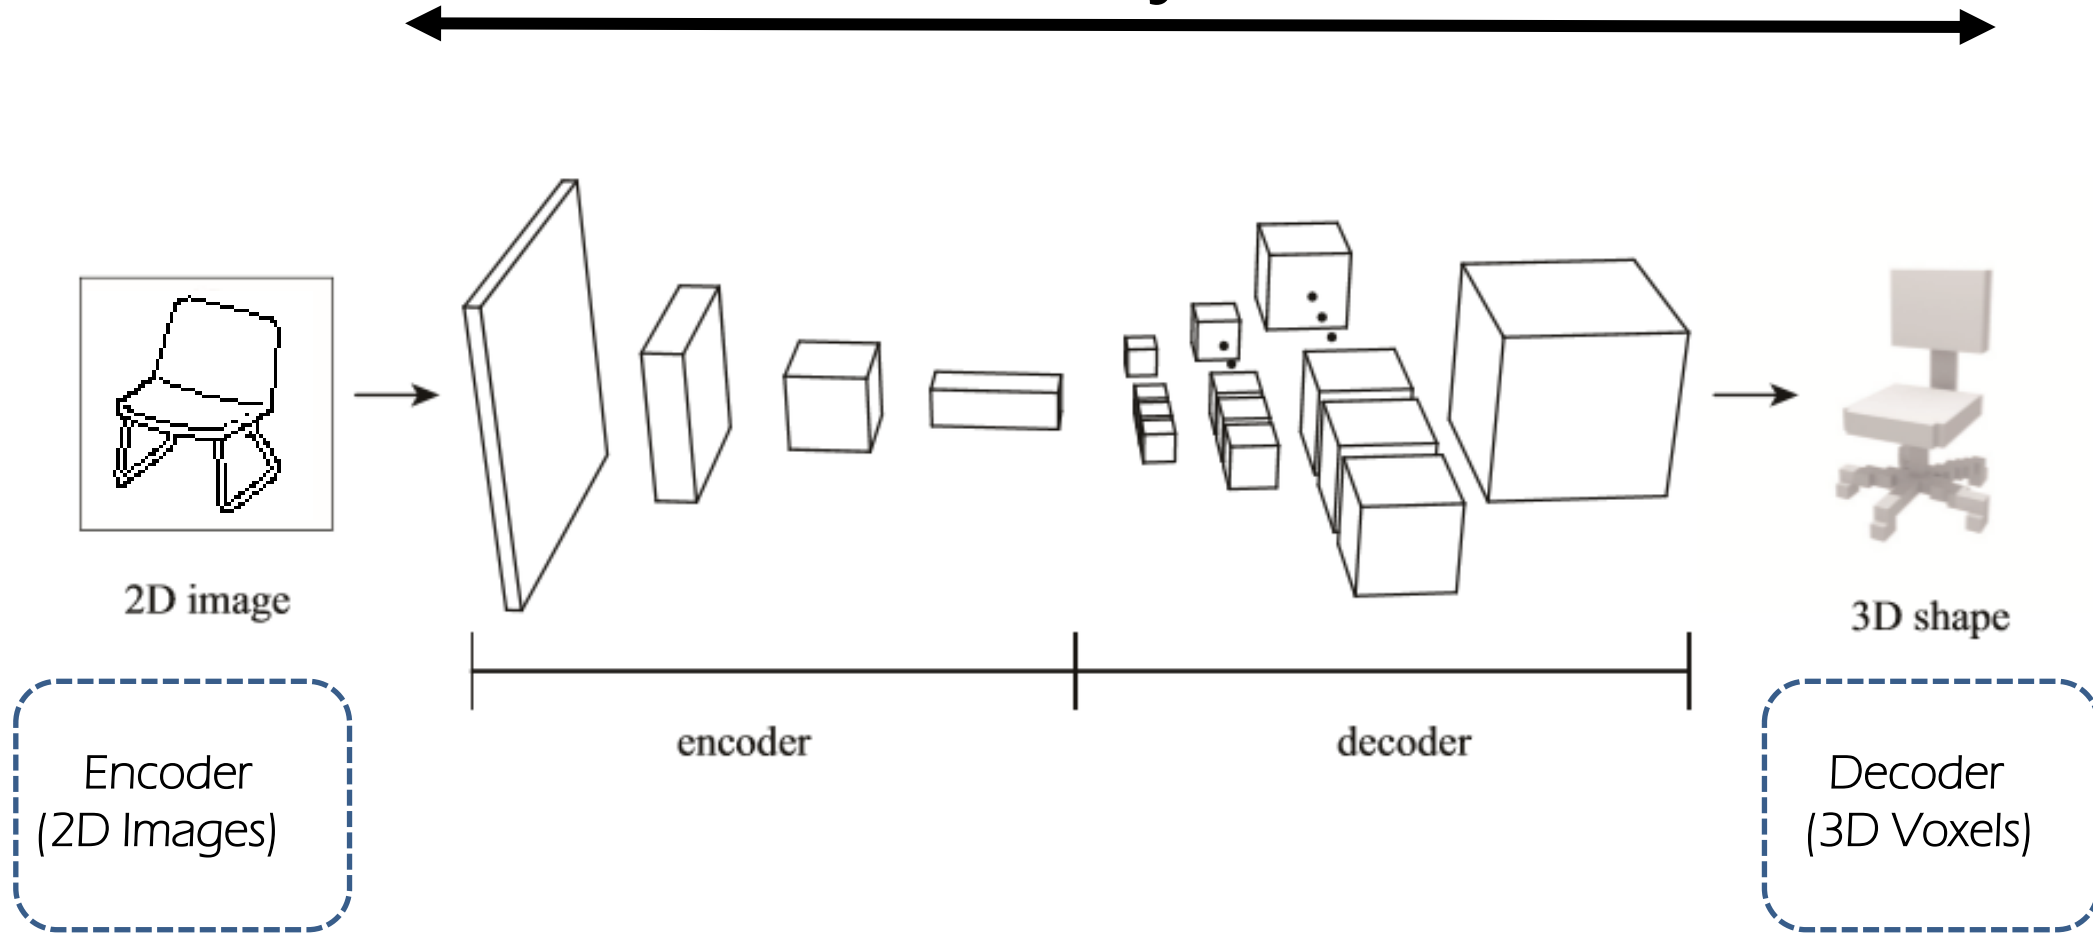 2D image
3D shape
encoder
decoder
Encoder
(2D Images)
Decoder
(3D Voxels)